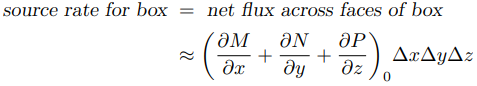 source rate for box = net flux across faces of box
≈ (∂M/∂x + ∂N/∂y + ∂P/∂z)₀ ΔxΔyΔz